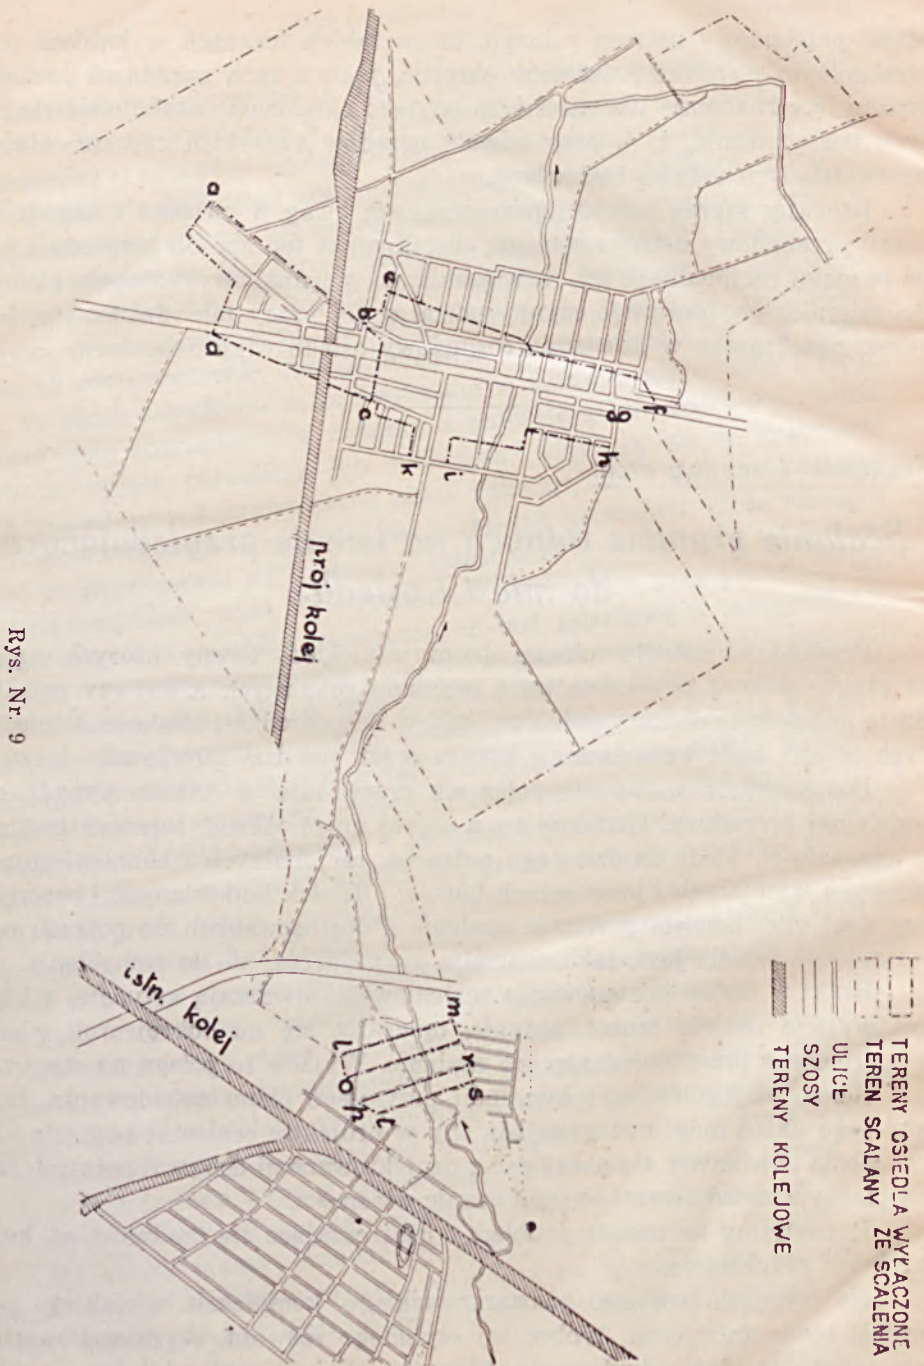 TERENY OSIEDLA WYŁĄCZONE
ZE SCALENIA
TEREN SCALANY
ULICE
SZOSY
TERENY KOLEJOWE
a
b
c
d
e
f
g
h
i
k
proj kolej
istn. kolej
m
r
s
l
o
n
t
Rys. Nr. 9